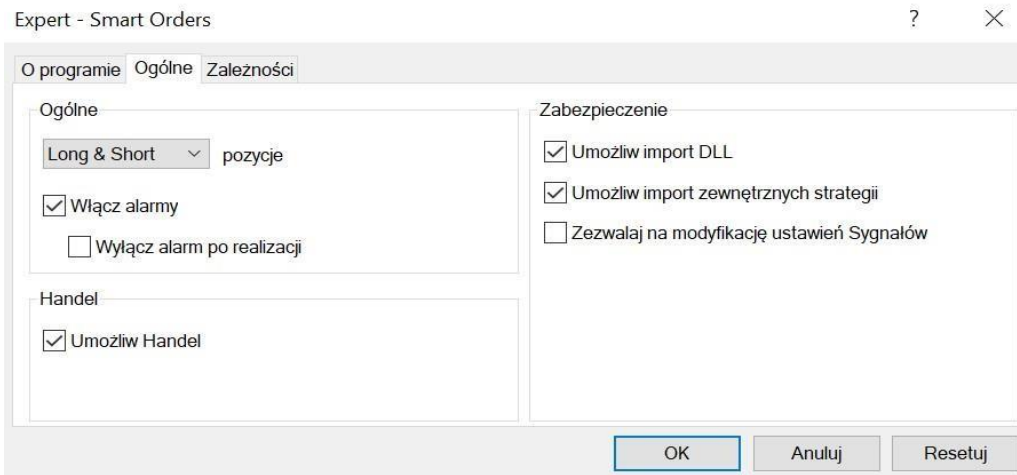 Expert - Smart Orders
?
O programie Ogólne Zależności
Ogólne
Long & Short pozycje
Włącz alarmy
Wyłącz alarm po realizacji
Handel
Umożliw Handel
Zabezpieczenie
Umożliw import DLL
Umożliw import zewnętrznych strategii
Zezwalaj na modyfikację ustawień Sygnałów
OK Anuluj Resetuj